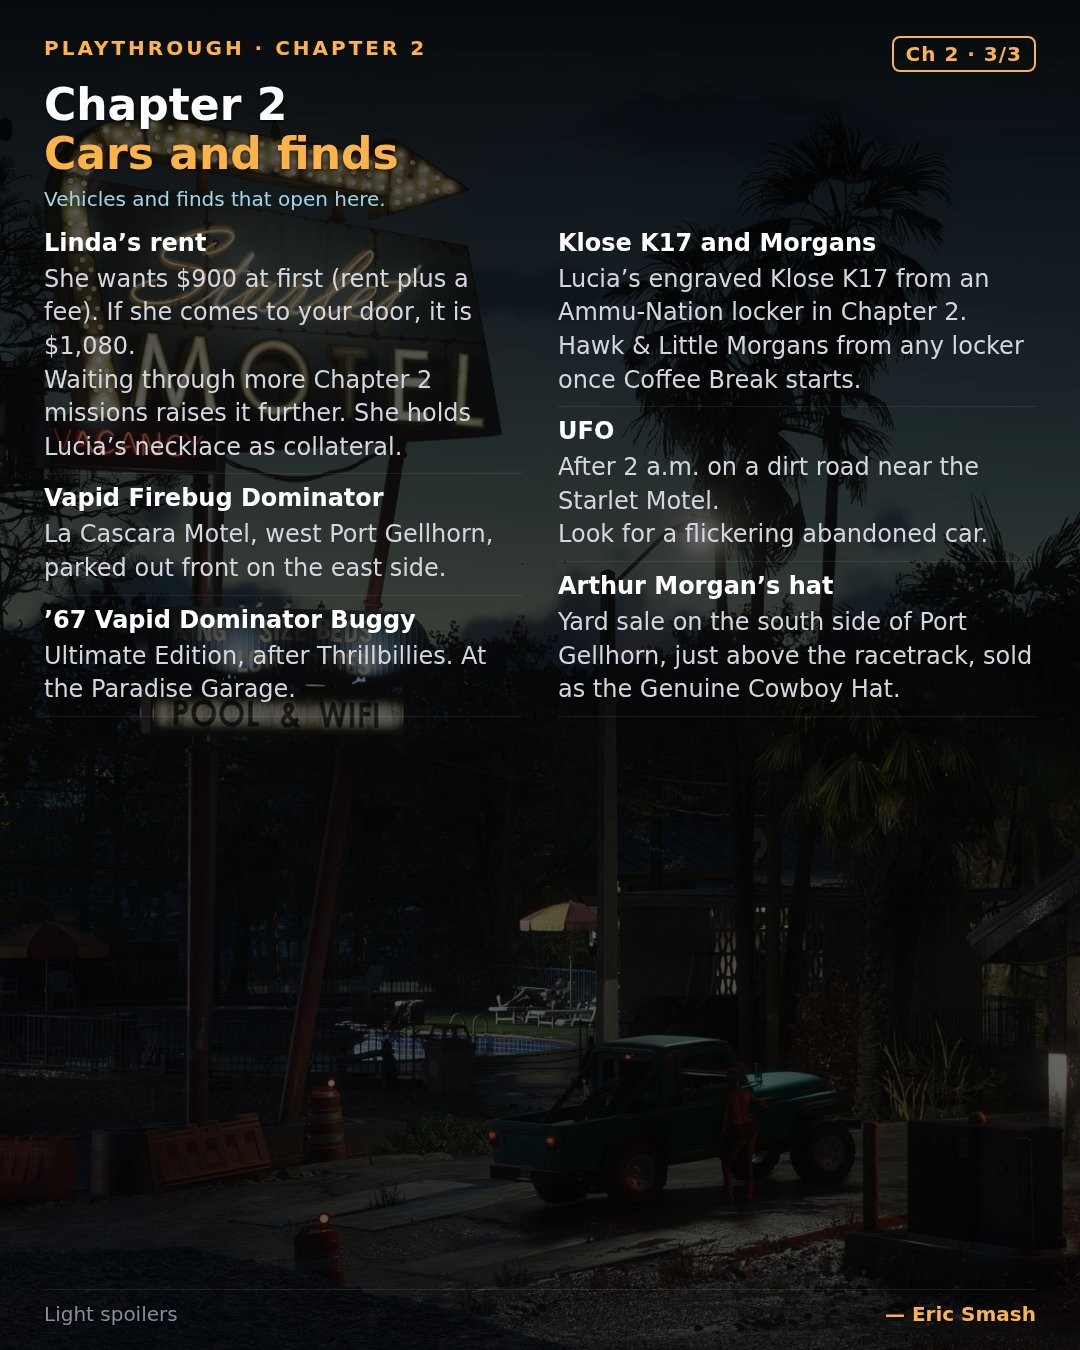 PLAYTHROUGH · CHAPTER 2
Ch 2 · 3/3
Chapter 2
Cars and finds
Vehicles and finds that open here.
Linda’s rent
She wants $900 at first (rent plus a
fee). If she comes to your door, it is
$1,080.
Waiting through more Chapter 2
missions raises it further. She holds
Lucia’s necklace as collateral.
Vapid Firebug Dominator
La Cascara Motel, west Port Gellhorn,
parked out front on the east side.
’67 Vapid Dominator Buggy
Ultimate Edition, after Thrillbillies. At
the Paradise Garage.
Klose K17 and Morgans
Lucia’s engraved Klose K17 from an
Ammu-Nation locker in Chapter 2.
Hawk & Little Morgans from any locker
once Coffee Break starts.
UFO
After 2 a.m. on a dirt road near the
Starlet Motel.
Look for a flickering abandoned car.
Arthur Morgan’s hat
Yard sale on the south side of Port
Gellhorn, just above the racetrack, sold
as the Genuine Cowboy Hat.
MOTEL
VACANCY
SIZE BEDS
POOL & WIFI
Light spoilers
— Eric Smash